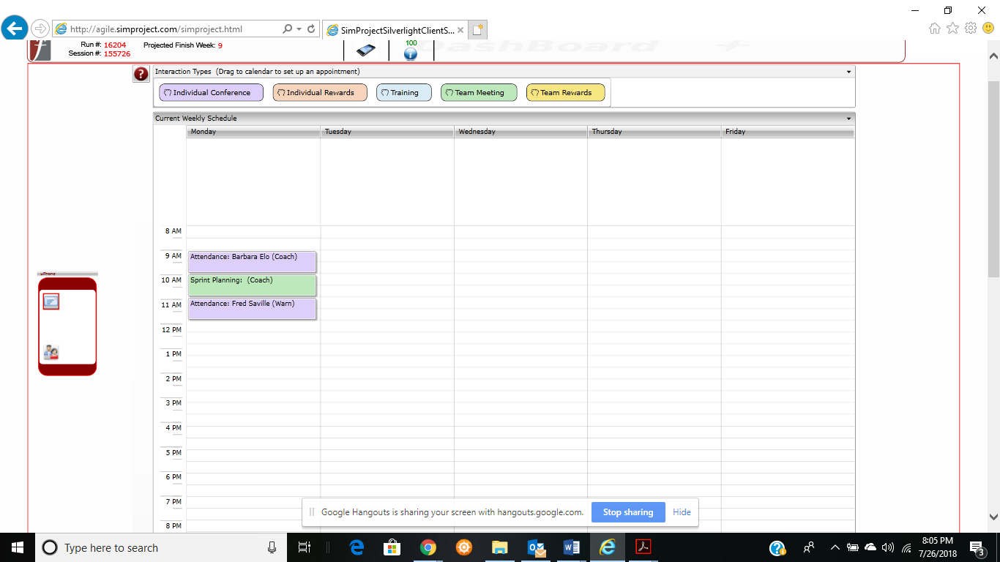 http://agile.simproject.com/simproject.html
SimProjectSilverlightClientS...
Run #: 16204
Projected Finish Week: 9
Session #: 155726
100
DashBoard
?
Interaction Types (Drag to calendar to set up an appointment)
Individual Conference
Individual Rewards
Training
Team Meeting
Team Rewards
Current Weekly Schedule
Monday
Tuesday
Wednesday
Thursday
Friday
8 AM
9 AM
Attendance: Barbara Elo (Coach)
uPhone
10 AM
Sprint Planning: (Coach)
11 AM
Attendance: Fred Saville (Warn)
12 PM
1 PM
2 PM
3 PM
4 PM
5 PM
6 PM
7 PM
8 PM
Google Hangouts is sharing your screen with hangouts.google.com.
Stop sharing
Hide
Type here to search
8:05 PM
7/26/2018
3